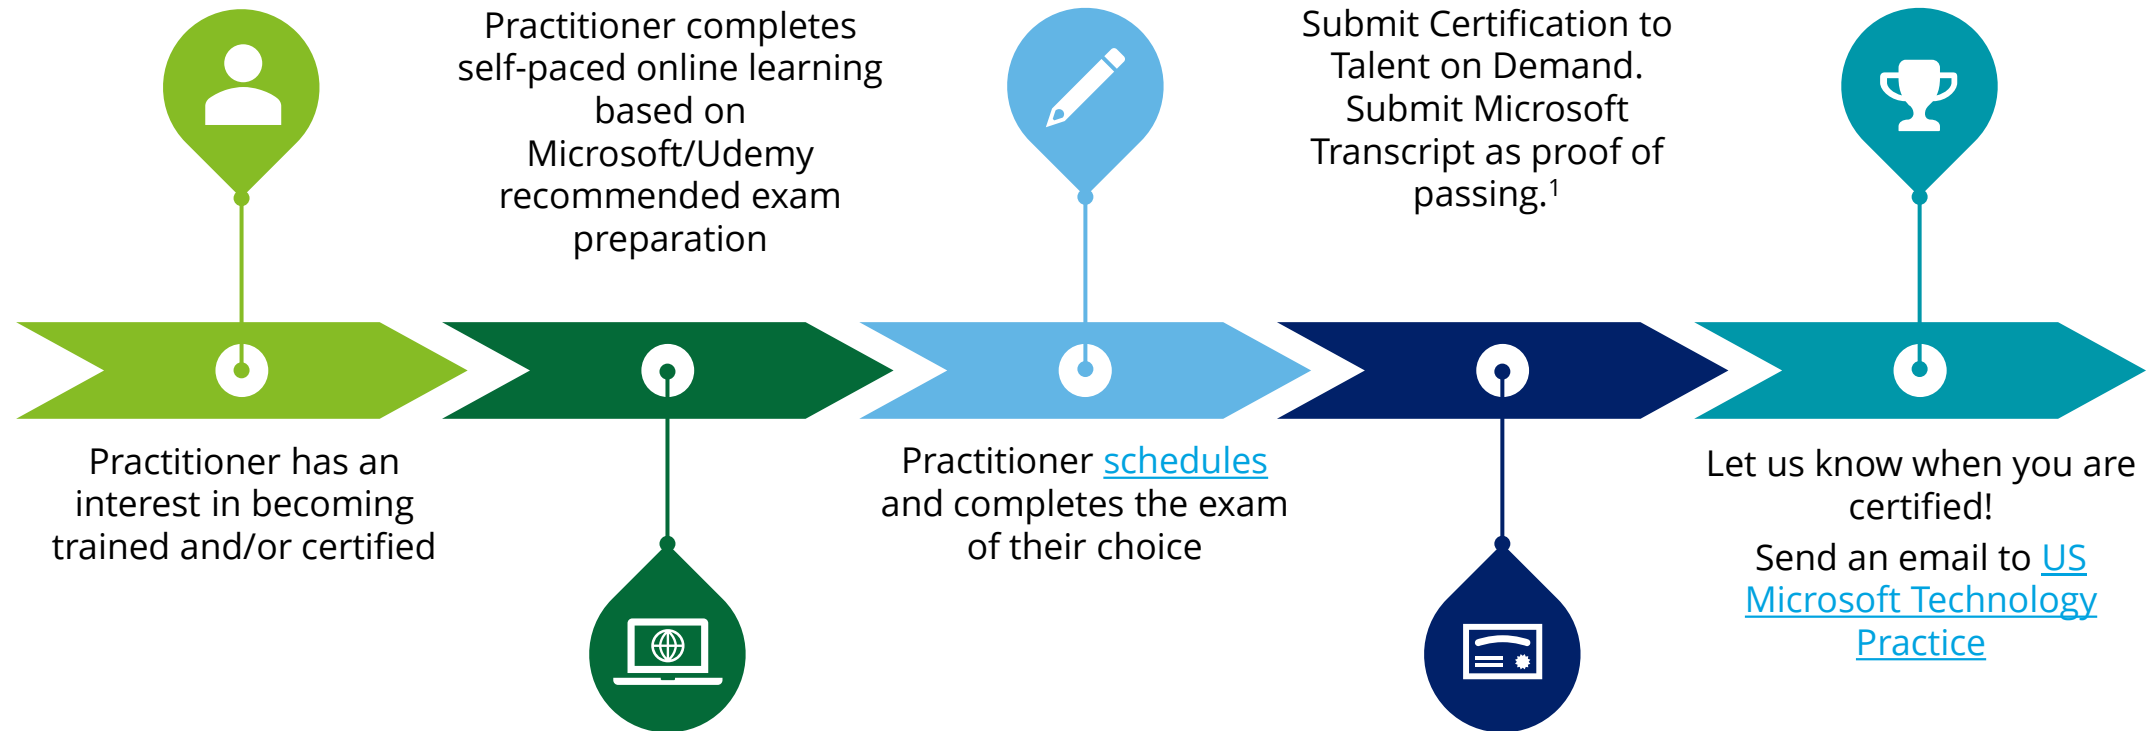 Practitioner has an
interest in becoming
trained and/or certified
Practitioner completes
self-paced online learning
based on
Microsoft/Udemy
recommended exam
preparation
Practitioner schedules
and completes the exam
of their choice
Submit Certification to
Talent on Demand.
Submit Microsoft
Transcript as proof of
passing.¹
Let us know when you are
certified!
Send an email to US
Microsoft Technology
Practice